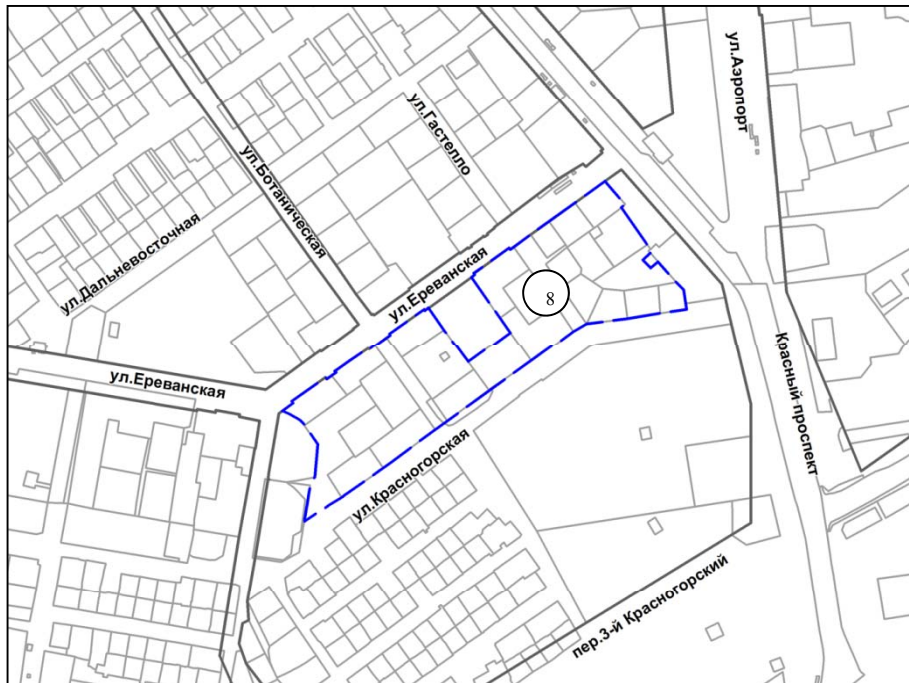 ул.Аэропорт
ул.Гастелло
ул.Ботаническая
ул.Дальневосточная
ул.Ереванская
8
ул.Ереванская
Красный проспект
ул.Красногорская
пер.3-й Красногорский